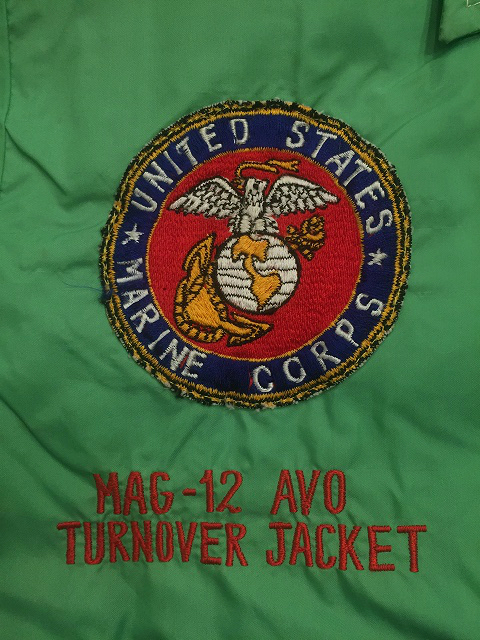 UNITED STATES
MARINE CORPS
MAG-12 AVO
TURNOVER JACKET